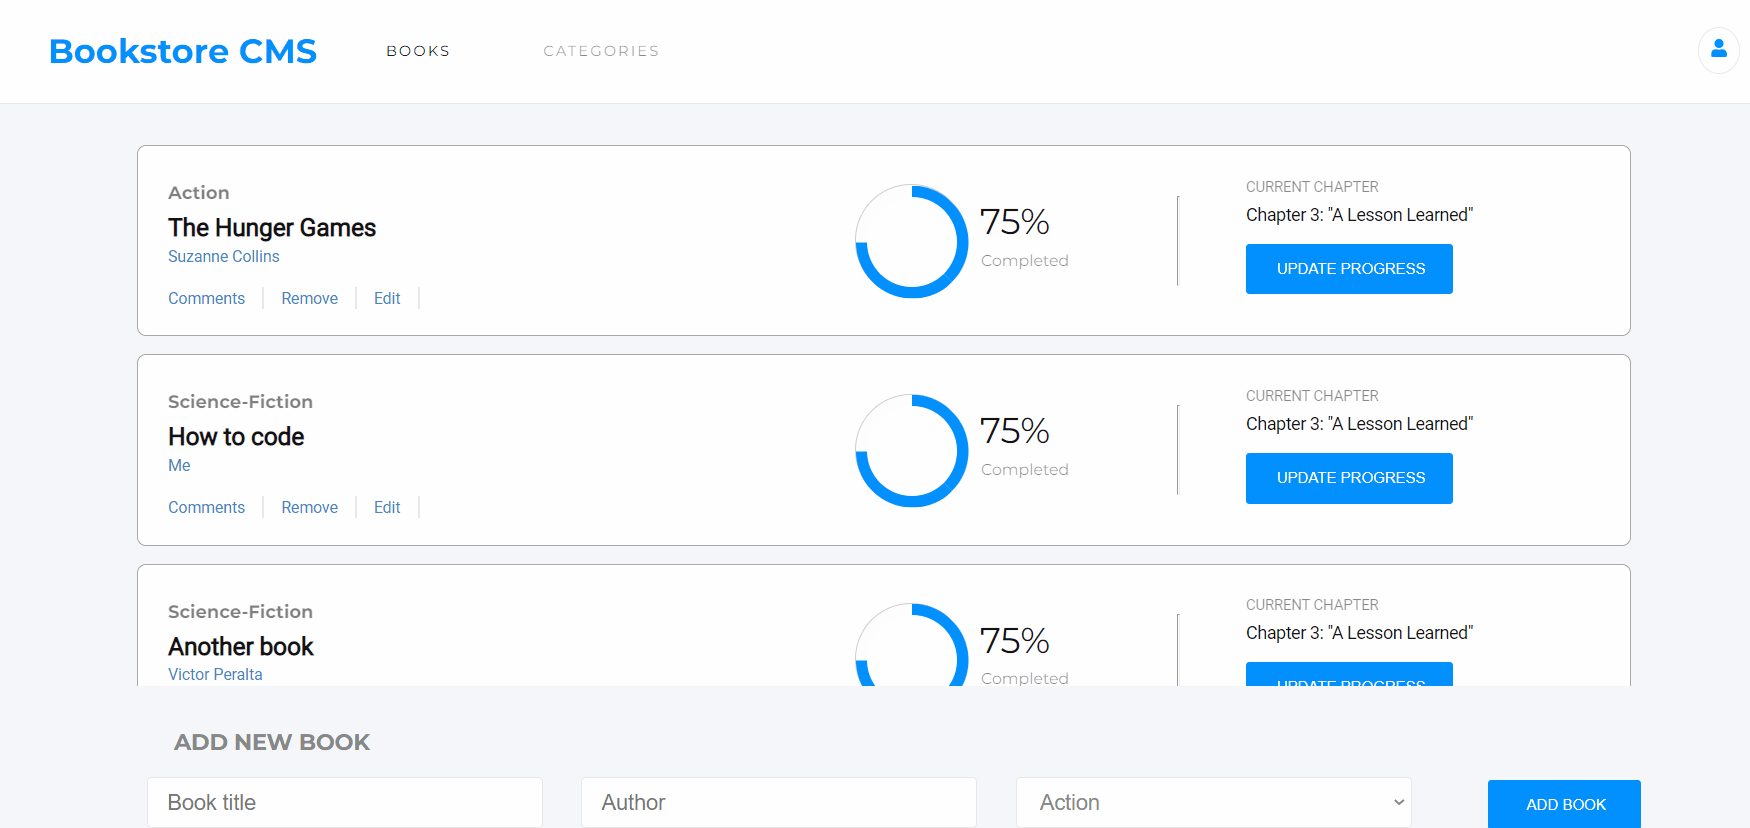 Bookstore CMS
BOOKS
CATEGORIES
Action
The Hunger Games
Suzanne Collins
Comments
Remove
Edit
75%
Completed
CURRENT CHAPTER
Chapter 3: "A Lesson Learned"
UPDATE PROGRESS
Science-Fiction
How to code
Me
Comments
Remove
Edit
75%
Completed
CURRENT CHAPTER
Chapter 3: "A Lesson Learned"
UPDATE PROGRESS
Science-Fiction
Another book
Victor Peralta
75%
Completed
CURRENT CHAPTER
Chapter 3: "A Lesson Learned"
UPDATE PROGRESS
ADD NEW BOOK
Book title
Author
Action
ADD BOOK